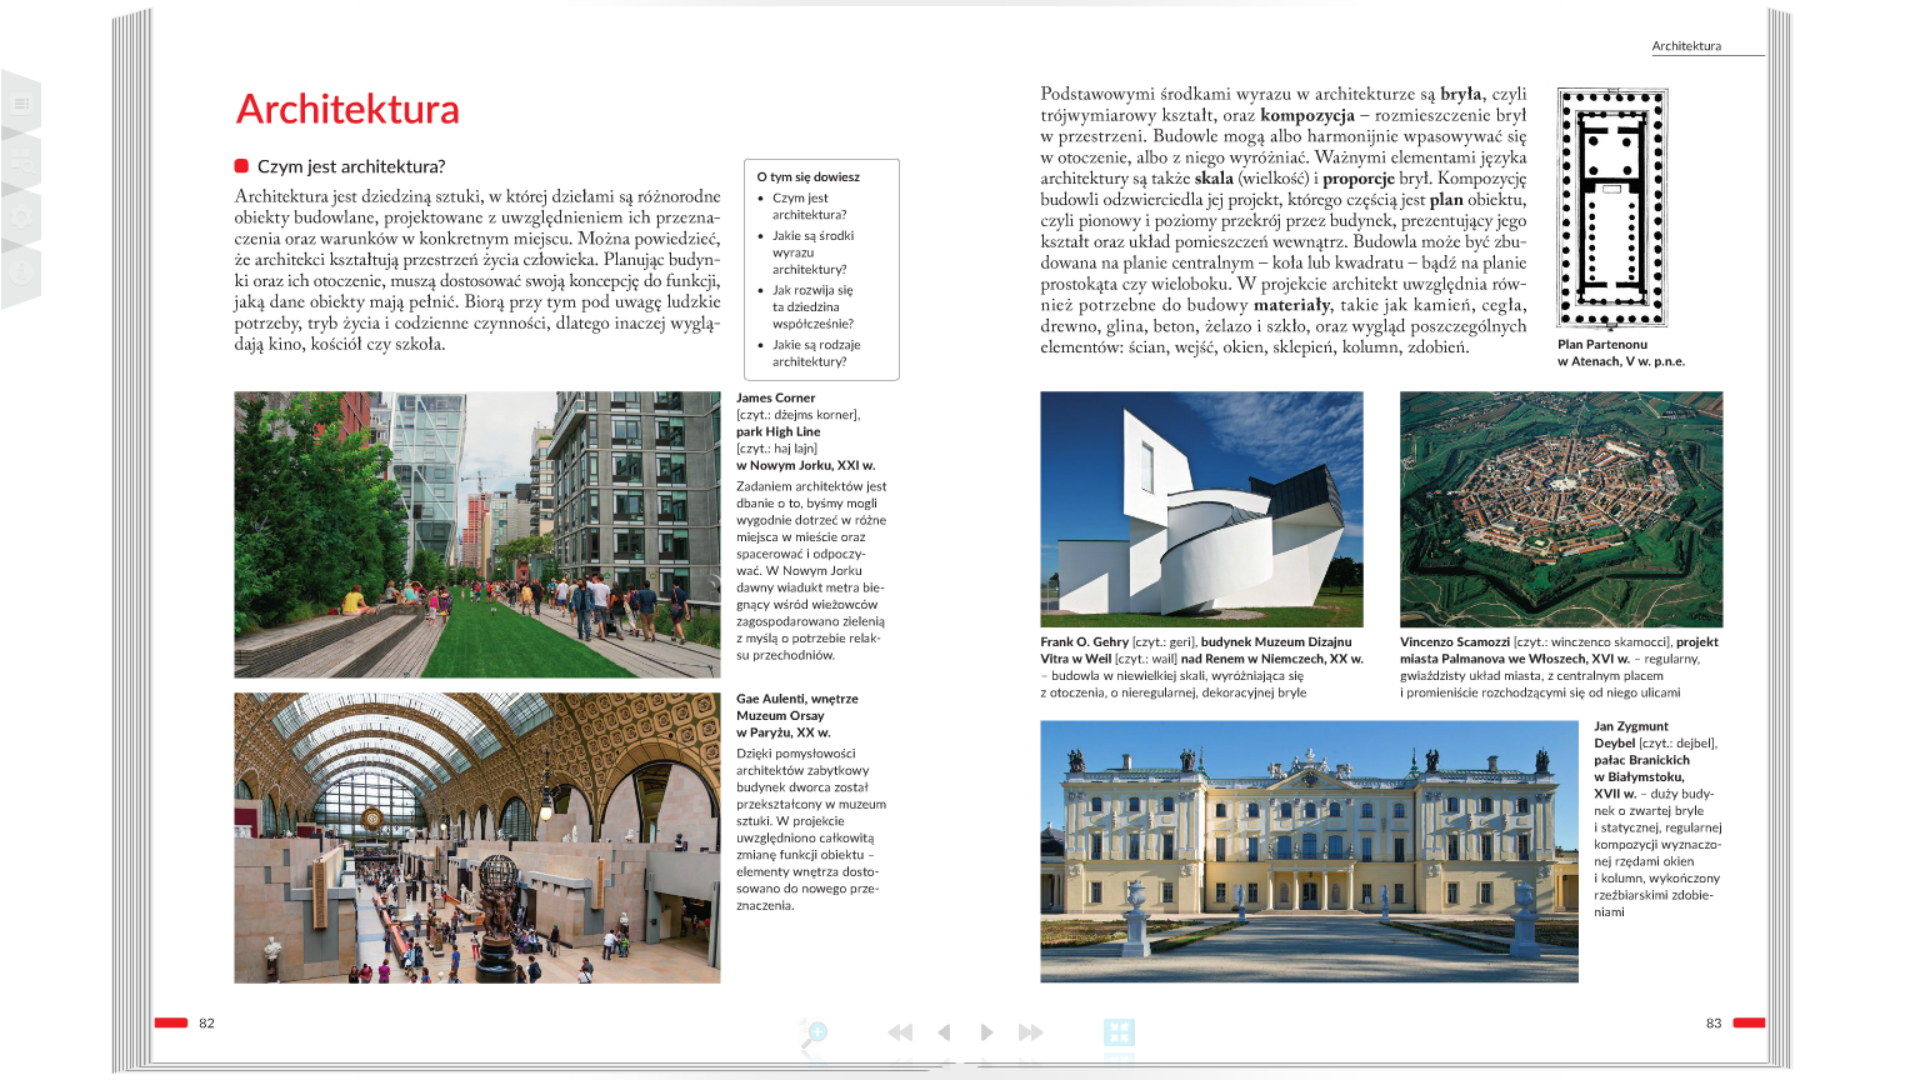 Architektura
Czym jest architektura?
Architektura jest dziedziną sztuki, w której dziełami są różnorodne
obiekty budowlane, projektowane z uwzględnieniem ich przezna-
czenia oraz warunków w konkretnym miejscu. Można powiedzieć,
że architekci kształtują przestrzeń życia człowieka. Planując budyn-
ki oraz ich otoczenie, muszą dostosować swoją koncepcję do funkcji,
jaką dane obiekty mają pełnić. Biorą przy tym pod uwagę ludzkie
potrzeby, tryb życia i codzienne czynności, dlatego inaczej wyglą-
dają kino, kościół czy szkoła.
O tym się dowiesz
• Czym jest
architektura?
• Jakie są środki
wyrazu
architektury?
• Jak rozwija się
ta dziedzina
współcześnie?
• Jakie są rodzaje
architektury?
James Corner
[czyt.: dżejms korner],
park High Line
[czyt.: haj lajn]
w Nowym Jorku, XXI w.
Zadaniem architektów jest
dbanie o to, byśmy mogli
wygodnie dotrzeć w różne
miejsca w mieście oraz
spacerować i odpoczy-
wać. W Nowym Jorku
dawny wiadukt metra bie-
gnący wśród wieżowców
zagospodarowano zielenią
z myślą o potrzebie relak-
su przechodniów.
Gae Aulenti, wnętrze
Muzeum Orsay
w Paryżu, XX w.
Dzięki pomysłowości
architektów zabytkowy
budynek dworca został
przekształcony w muzeum
sztuki. W projekcie
uwzględniono całkowitą
zmianę funkcji obiektu –
elementy wnętrza dosto-
sowano do nowego prze-
znaczenia.
82
Architektura
Podstawowymi środkami wyrazu w architekturze są bryła, czyli
trójwymiarowy kształt, oraz kompozycja – rozmieszczenie brył
w przestrzeni. Budowle mogą albo harmonijnie wpasowywać się
w otoczenie, albo z niego wyróżniać. Ważnymi elementami języka
architektury są także skala (wielkość) i proporcje brył. Kompozycję
budowli odzwierciedla jej projekt, którego częścią jest plan obiektu,
czyli pionowy i poziomy przekrój przez budynek, prezentujący jego
kształt oraz układ pomieszczeń wewnątrz. Budowla może być zbu-
dowana na planie centralnym – koła lub kwadratu – bądź na planie
prostokąta czy wieloboku. W projekcie architekt uwzględnia rów-
nież potrzebne do budowy materiały, takie jak kamień, cegła,
drewno, glina, beton, żelazo i szkło, oraz wygląd poszczególnych
elementów: ścian, wejść, okien, sklepień, kolumn, zdobień.
Plan Partenonu
w Atenach, V w. p.n.e.
Frank O. Gehry [czyt.: geri], budynek Muzeum Dizajnu
Vitra w Weil [czyt.: wail] nad Renem w Niemczech, XX w.
– budowla w niewielkiej skali, wyróżniająca się
z otoczenia, o nieregularnej, dekoracyjnej bryle
Vincenzo Scamozzi [czyt.: winczenco skamocci], projekt
miasta Palmanova we Włoszech, XVI w. – regularny,
gwiaździsty układ miasta, z centralnym placem
i promieniście rozchodzącymi się od niego ulicami
Jan Zygmunt
Deybel [czyt.: dejbel],
pałac Branickich
w Białymstoku,
XVII w. – duży budy-
nek o zwartej bryle
i statycznej, regularnej
kompozycji wyznaczo-
nej rzędami okien
i kolumn, wykończony
rzeźbiarskimi zdobie-
niami
83